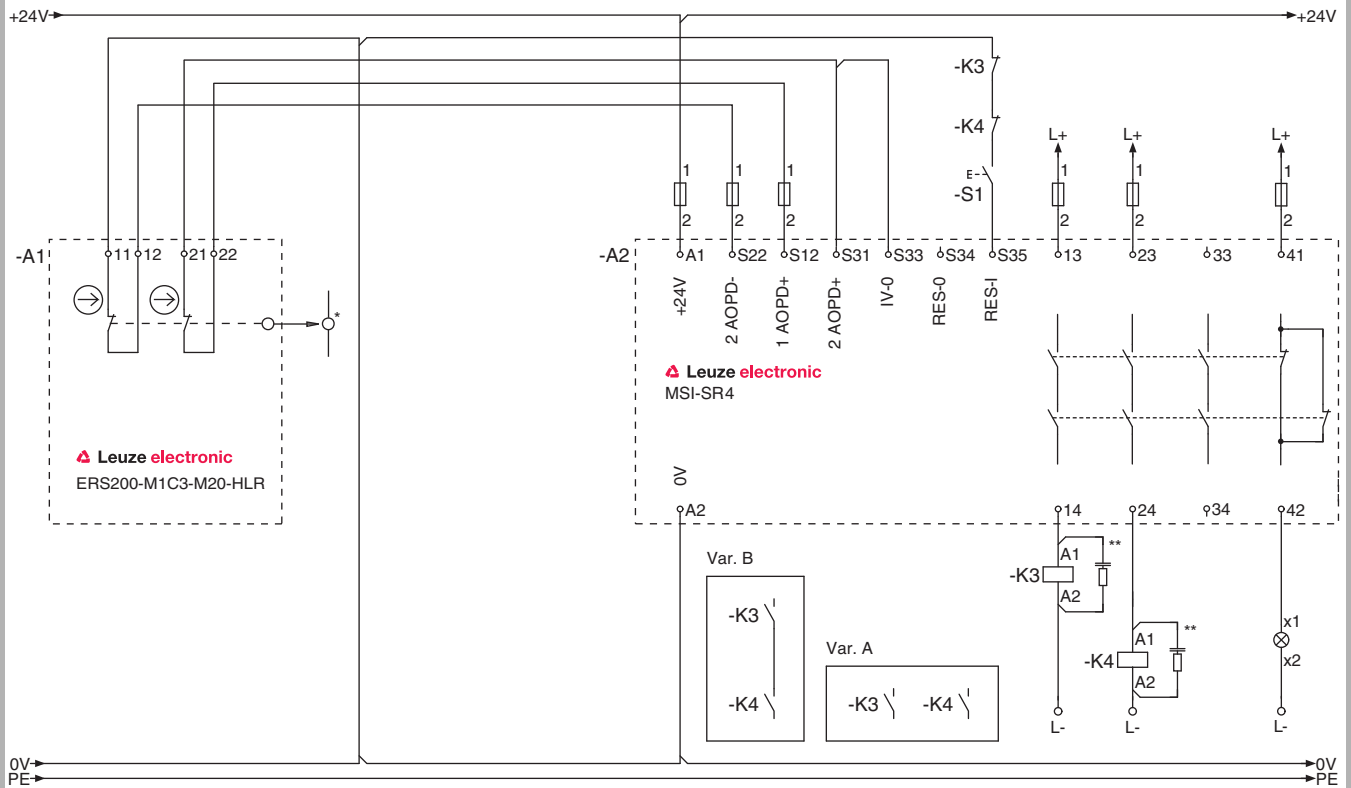 +24V
+24V
-K3
-K4
E
-S1
L+
L+
L+
1
1
1
1
1
1
2
2
2
2
2
2
-A1
11
12
21
22
-A2
A1
S22
S12
S31
S33
S34
S35
13
23
33
41
+24V
2 AOPD-
1 AOPD+
2 AOPD+
IV-0
RES-0
RES-I
*
Leuze electronic
MSI-SR4
Leuze electronic
ERS200-M1C3-M20-HLR
0V
A2
14
24
34
42
Var. B
-K3
-K4
Var. A
-K3
-K4
A1
-K3
A2
**
A1
-K4
A2
**
x1
x2
L-
L-
L-
0V
0V
PE
PE